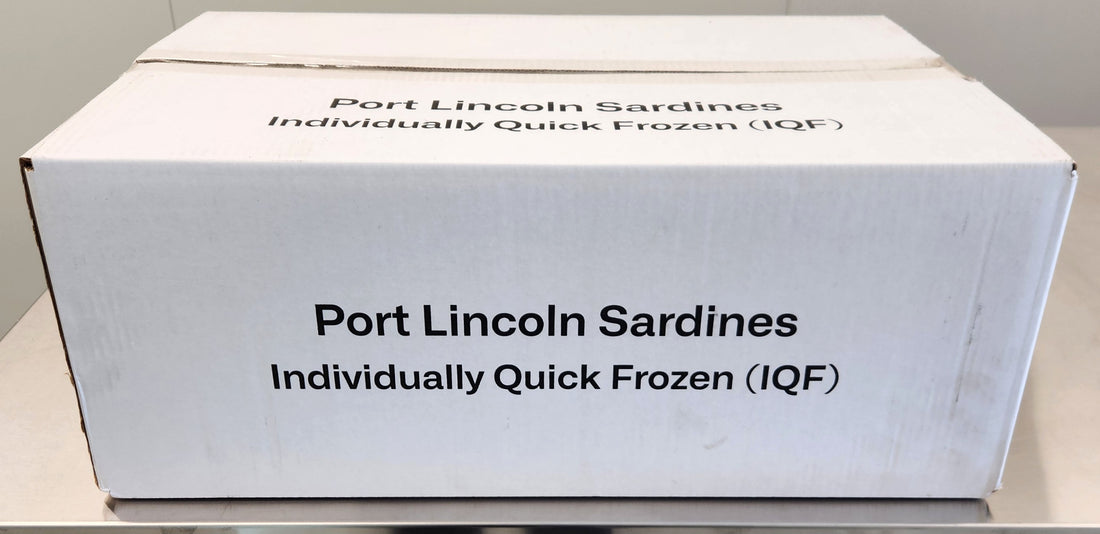 Port Lincoln Sardines
Individually Quick Frozen (IQF)
Port Lincoln Sardines
Individually Quick Frozen (IQF)